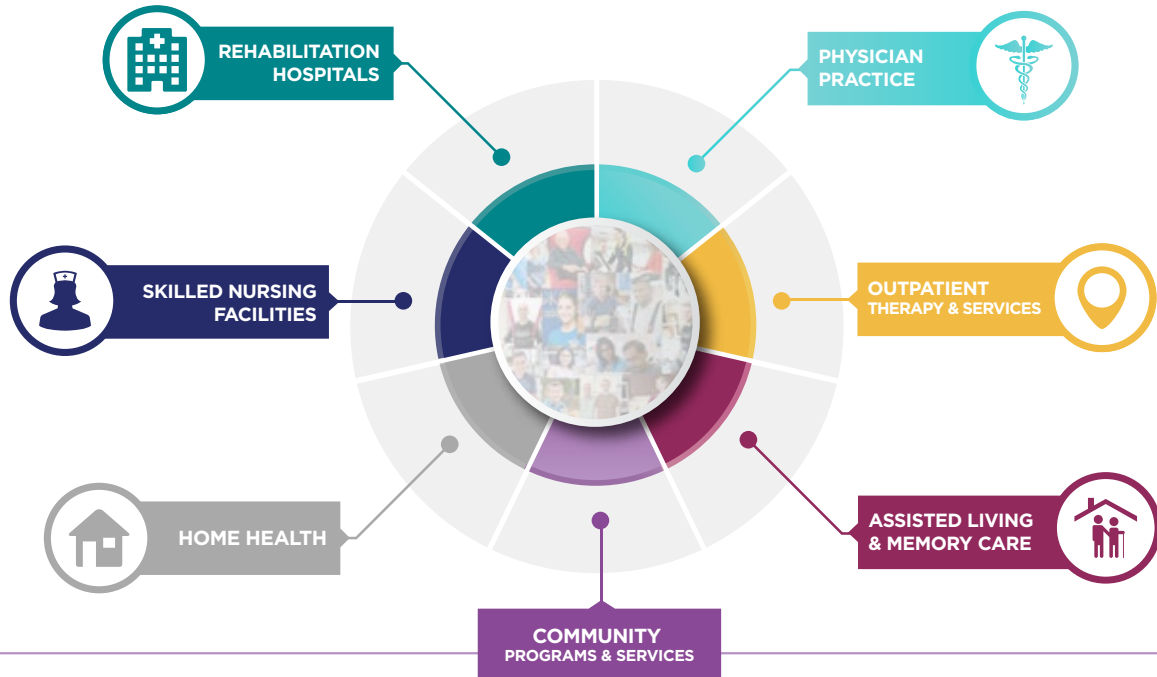 REHABILITATION
HOSPITALS
PHYSICIAN
PRACTICE
SKILLED NURSING
FACILITIES
OUTPATIENT
THERAPY & SERVICES
HOME HEALTH
ASSISTED LIVING
& MEMORY CARE
COMMUNITY
PROGRAMS & SERVICES